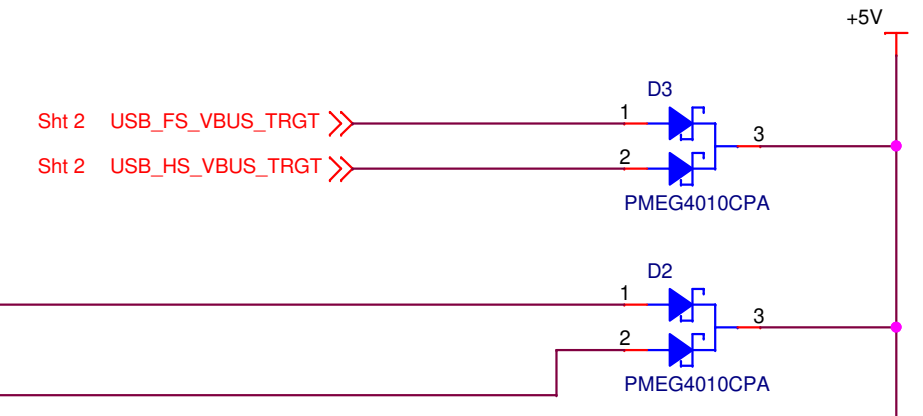 +5V
D3
Sht 2 USB_FS_VBUS_TRGT 1
3
Sht 2 USB_HS_VBUS_TRGT 2
PMEG4010CPA
D2
1
3
2
PMEG4010CPA